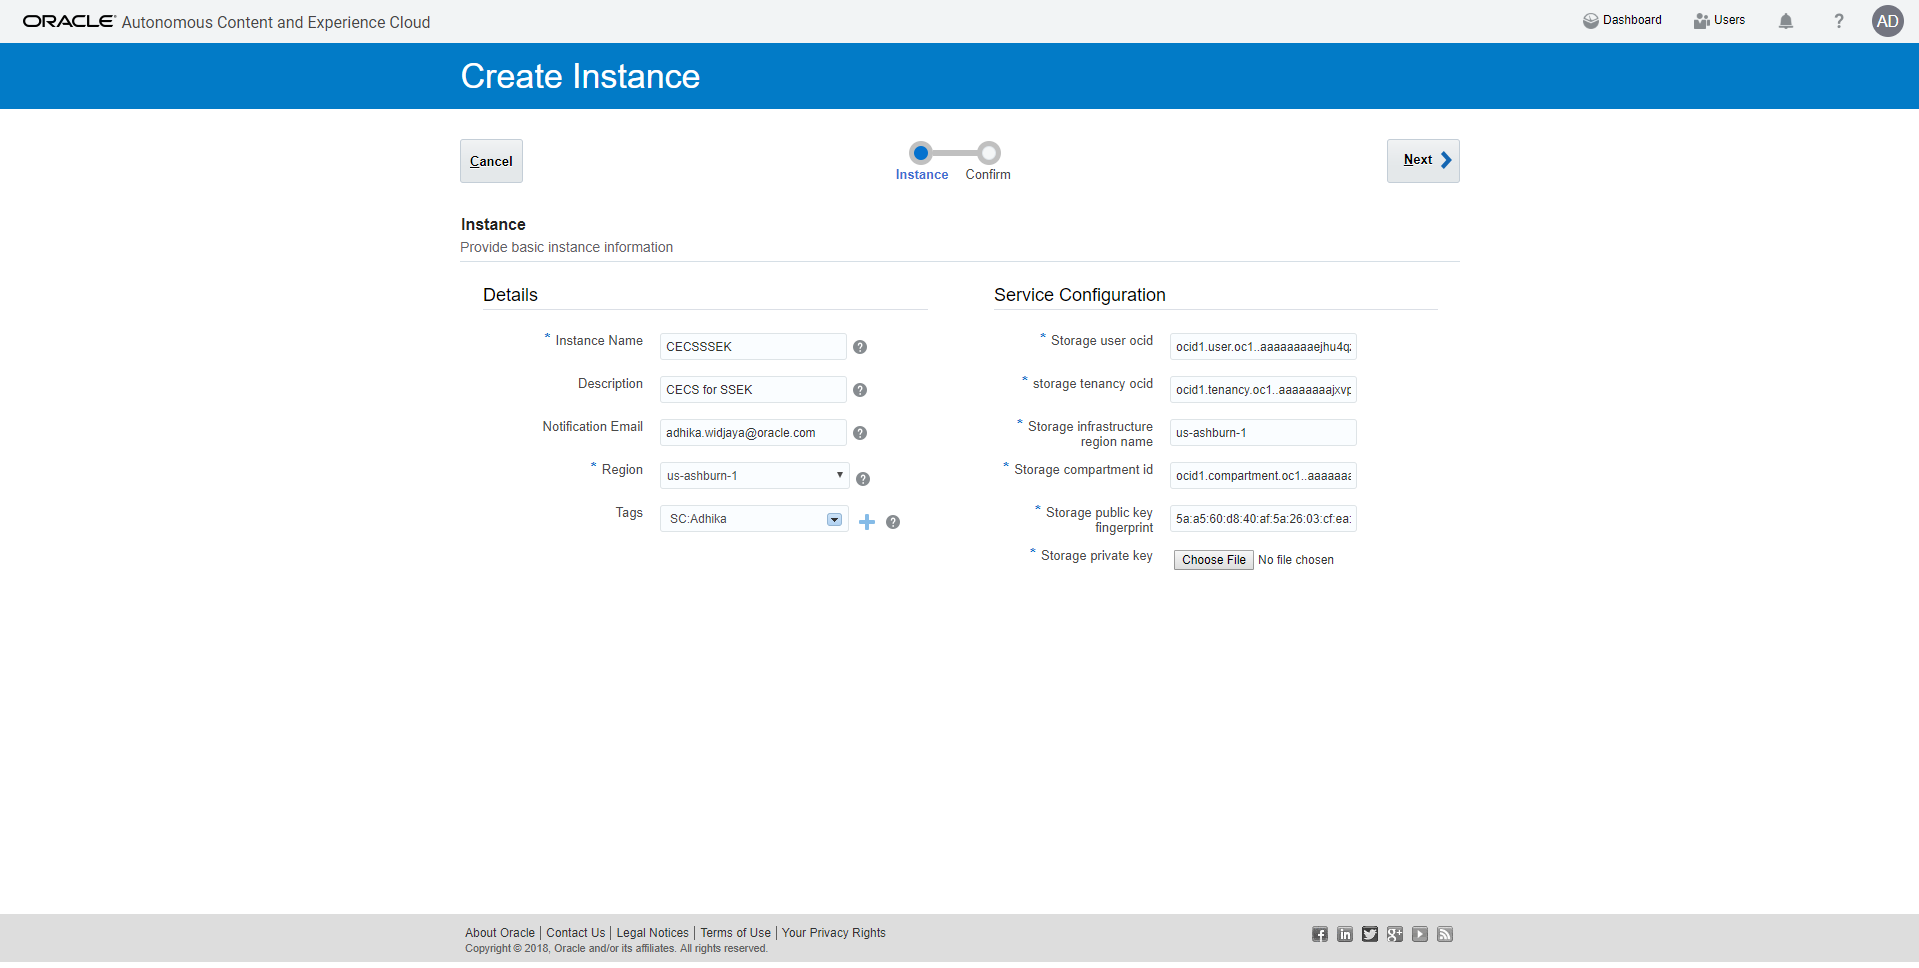 ORACLE Autonomous Content and Experience Cloud
Dashboard
Users
?
AD
Create Instance
Cancel
Instance
Confirm
Next
Instance
Provide basic instance information
Details
* Instance Name
CECSSSEK
?
Description
CECS for SSEK
?
Notification Email
adhika.widjaya@oracle.com
?
* Region
us-ashburn-1
?
Tags
SC:Adhika
?
Service Configuration
* Storage user ocid
ocid1.user.oc1..aaaaaaaaejhu4q
* storage tenancy ocid
ocid1.tenancy.oc1..aaaaaaaajxvp
* Storage infrastructure
region name
us-ashburn-1
* Storage compartment id
ocid1.compartment.oc1..aaaaaaa
* Storage public key
fingerprint
5a:a5:60:d8:40:af:5a:26:03:cf:ea:
* Storage private key
Choose File No file chosen
About Oracle | Contact Us | Legal Notices | Terms of Use | Your Privacy Rights
Copyright © 2018, Oracle and/or its affiliates. All rights reserved.